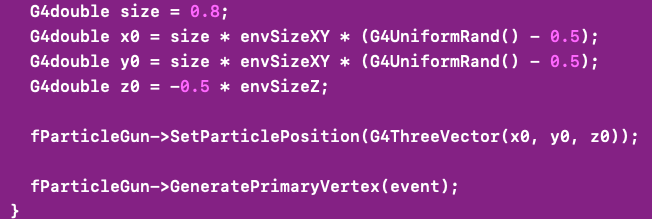 G4double size = 0.8;
G4double x0 = size * envSizeXY * (G4UniformRand() - 0.5);
G4double y0 = size * envSizeXY * (G4UniformRand() - 0.5);
G4double z0 = -0.5 * envSizeZ;
fParticleGun->SetParticlePosition(G4ThreeVector(x0, y0, z0));
fParticleGun->GeneratePrimaryVertex(event);
}